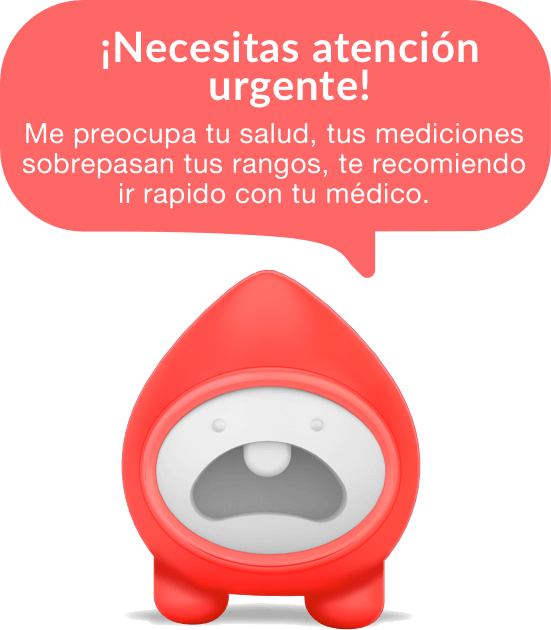 ¡Necesitas atención
urgente!
Me preocupa tu salud, tus mediciones
sobrepasan tus rangos, te recomiendo
ir rapido con tu médico.